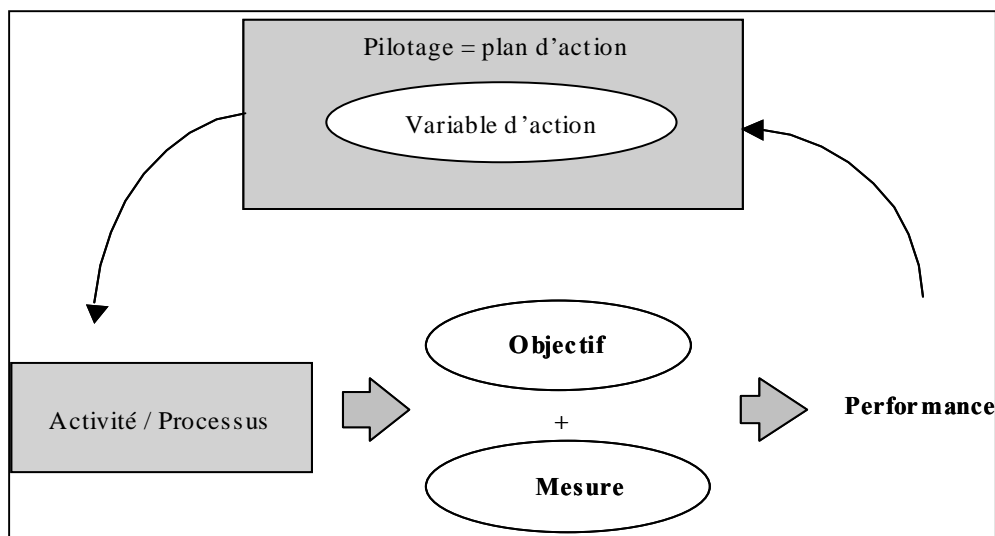 Pilotage = plan d’action
Variable d’action
Objectif
Activité / Processus
+
Performance
Mesure